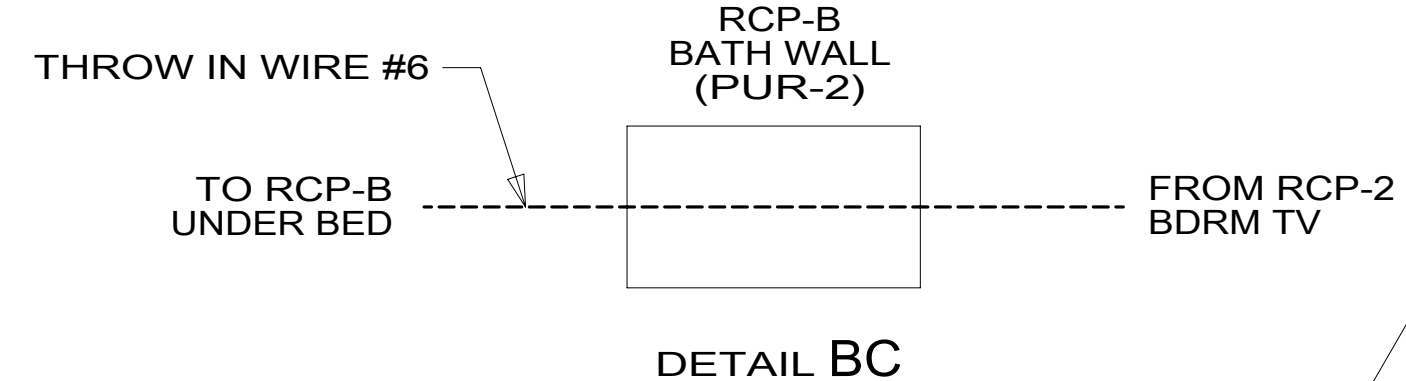 RCP-B
BATH WALL
(PUR-2)
THROW IN WIRE #6
TO RCP-B
UNDER BED
FROM RCP-2
BDRM TV
DETAIL BC